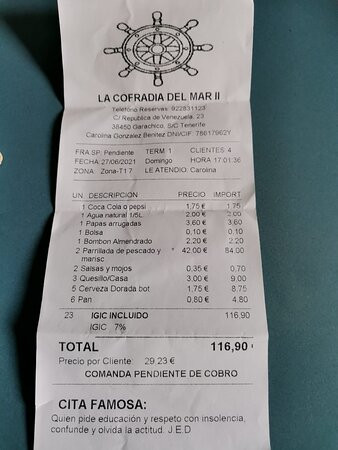 LA COFRADIA DEL MAR II
Telefono Reservas: 922831123
C/ Republica de Venezuela, 23
38450 Garachico, S/C Tenerife
Carolina Gonzalez Benitez DNI/CIF: 78617962Y
FRA SP: Pendiente TERM 1 CLIENTES 4
FECHA 27/06/2021 Domingo HORA 17:01:36
ZONA Zona-T1 7 LE ATENDIO: Carolina
UN. DESCRIPCION PRECIO IMPORT
1 Coca Cola o pepsi 1,75 € 1.75
1 Agua natural 1/5L 2,00 € 2.00
1 Papas arrugadas 3,60 € 3.60
1 Bolsa 0,10 € 0.10
1 Bombon Almendrado 2,20 € 2.20
2 Parrillada de pescado y * 42,00 € 84.00
marisc
2 Salsas y mojos 0,35 € 0.70
3 Quesillo/Casa 3,00 € 9.00
5 Cerveza Dorada bot 1,75 € 8.75
6 Pan 0,80 € 4.80
23 IGIC INCLUIDO 116,90
IGIC 7%
TOTAL 116,90
Precio por Cliente: 29,23 €
COMANDA PENDIENTE DE COBRO
CITA FAMOSA:
Quien pide educación y respeto con insolencia,
confunde y olvida la actitud. J.E.D